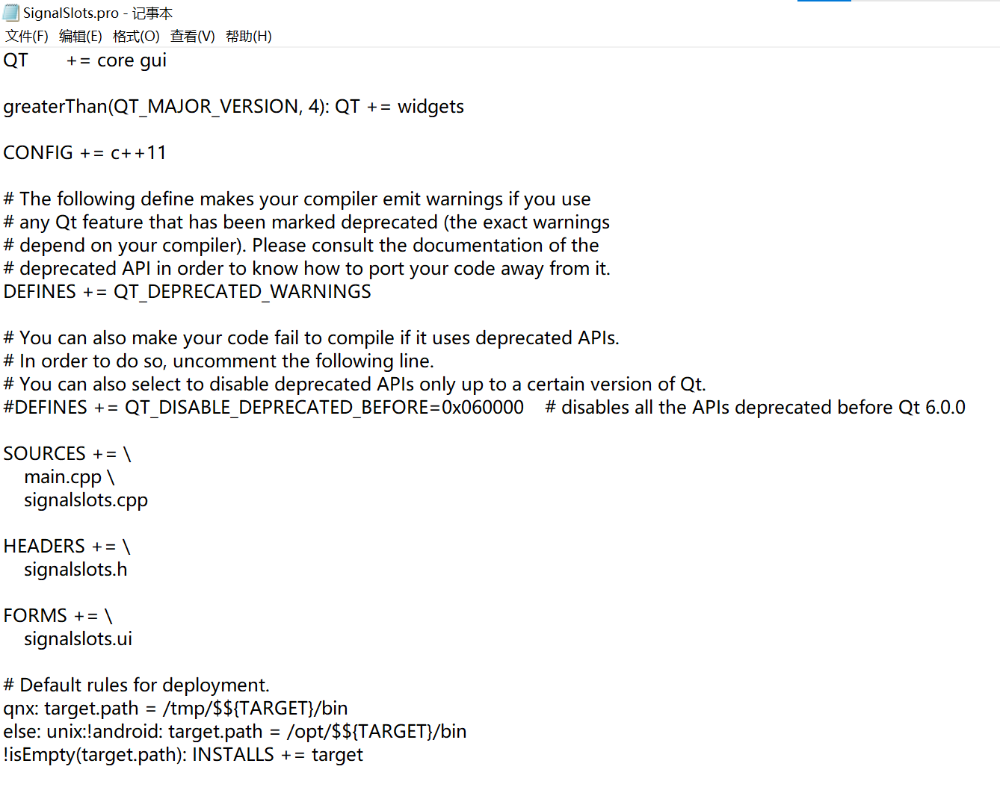 SignalSlots.pro - 记事本
文件(F) 编辑(E) 格式(O) 查看(V) 帮助(H)
QT       += core gui
greaterThan(QT_MAJOR_VERSION, 4): QT += widgets
CONFIG += c++11
# The following define makes your compiler emit warnings if you use
# any Qt feature that has been marked deprecated (the exact warnings
# depend on your compiler). Please consult the documentation of the
# deprecated API in order to know how to port your code away from it.
DEFINES += QT_DEPRECATED_WARNINGS
# You can also make your code fail to compile if it uses deprecated APIs.
# In order to do so, uncomment the following line.
# You can also select to disable deprecated APIs only up to a certain version of Qt.
#DEFINES += QT_DISABLE_DEPRECATED_BEFORE=0x060000    # disables all the APIs deprecated before Qt 6.0.0
SOURCES += \
    main.cpp \
    signalslots.cpp
HEADERS += \
    signalslots.h
FORMS += \
    signalslots.ui
# Default rules for deployment.
qnx: target.path = /tmp/$${TARGET}/bin
else: unix:!android: target.path = /opt/$${TARGET}/bin
!isEmpty(target.path): INSTALLS += target